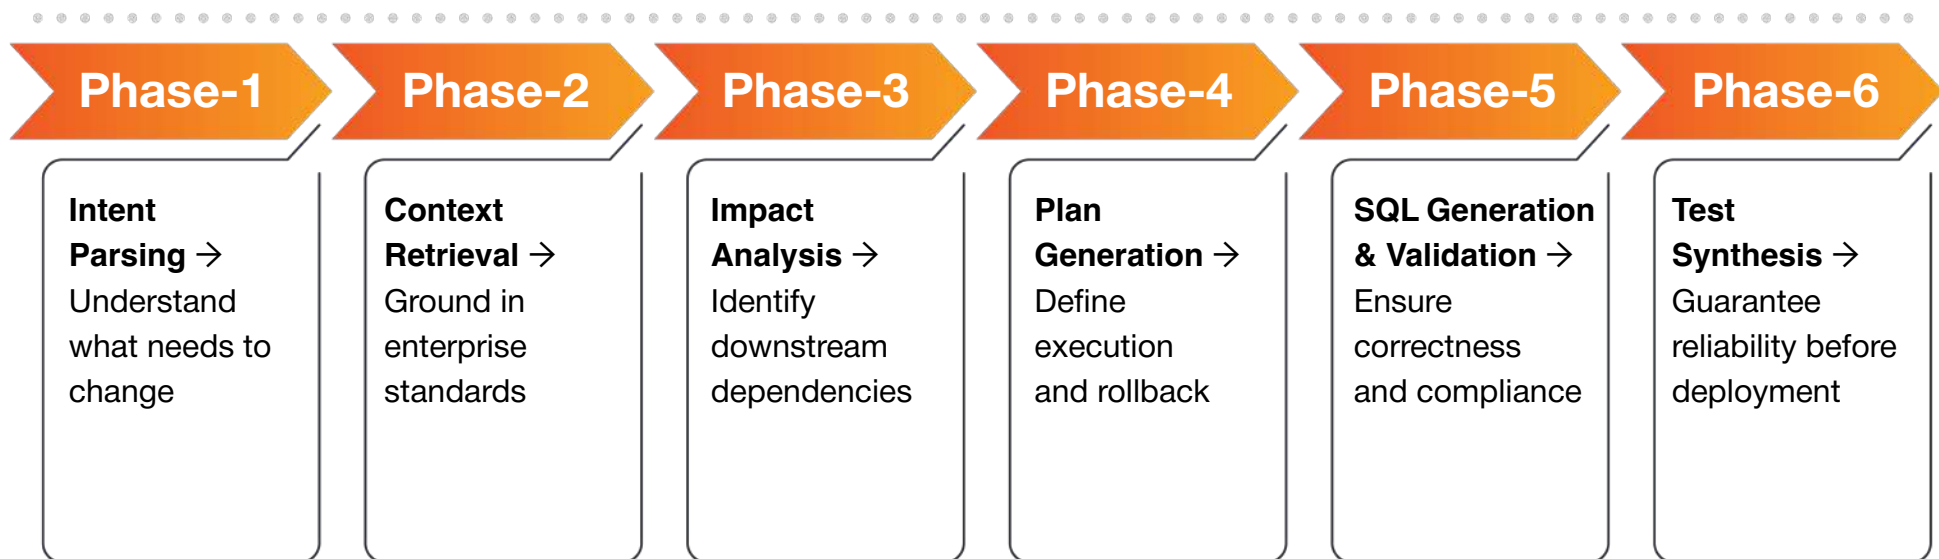 Phase-1
Phase-2
Phase-3
Phase-4
Phase-5
Phase-6
Intent
Parsing →
Understand
what needs to
change
Context
Retrieval →
Ground in
enterprise
standards
Impact
Analysis →
Identify
downstream
dependencies
Plan
Generation →
Define
execution
and rollback
SQL Generation
& Validation →
Ensure
correctness
and compliance
Test
Synthesis →
Guarantee
reliability before
deployment